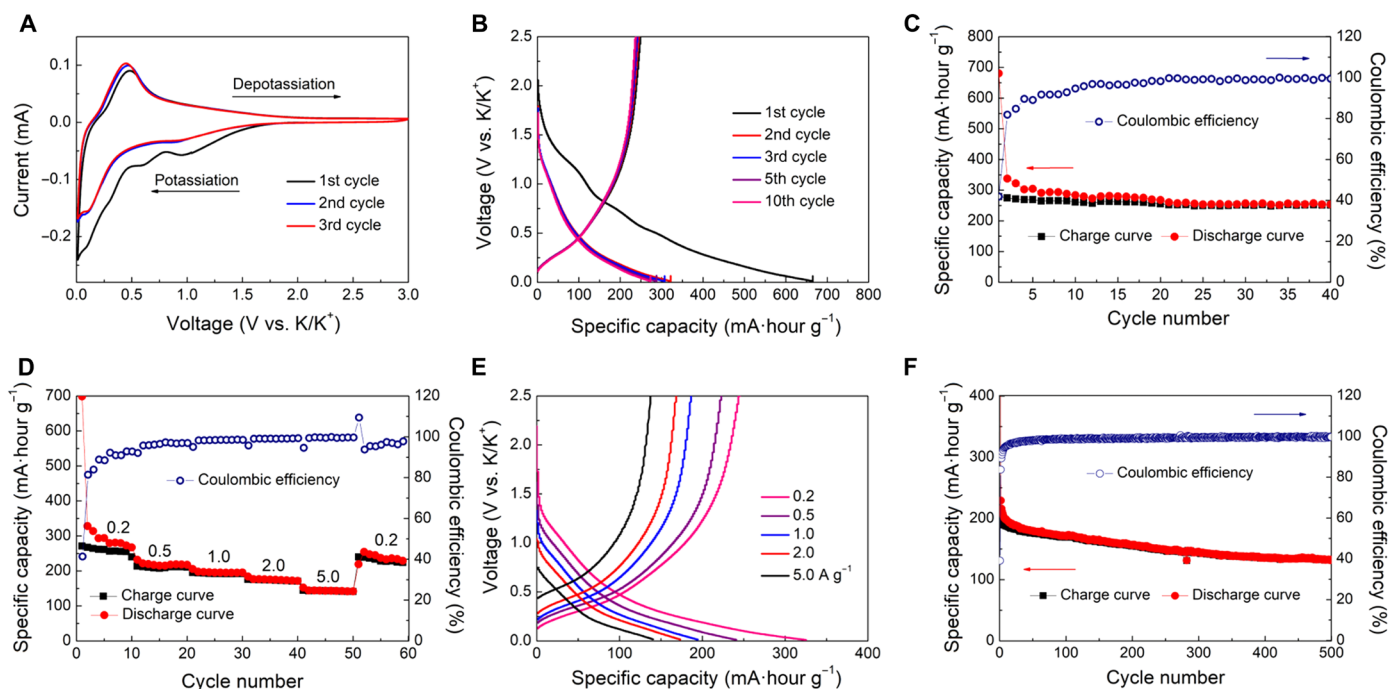 A
0.1
0.0
−0.1
−0.2
Current (mA)
Depotassiation
Potassiation
1st cycle
2nd cycle
3rd cycle
0.0 0.5 1.0 1.5 2.0 2.5 3.0
Voltage (V vs. K/K⁺)
B
2.5
2.0
1.5
1.0
0.5
0.0
Voltage (V vs. K/K⁺)
1st cycle
2nd cycle
3rd cycle
5th cycle
10th cycle
0 100 200 300 400 500 600 700 800
Specific capacity (mA·hour g⁻¹)
C
800
700
600
500
400
300
200
100
0
Specific capacity (mA·hour g⁻¹)
Coulombic efficiency
Charge curve
Discharge curve
120
100
80
60
40
20
0
Coulombic efficiency (%)
5 10 15 20 25 30 35 40
Cycle number
D
700
600
500
400
300
200
100
0
Specific capacity (mA·hour g⁻¹)
Coulombic efficiency
0.2
0.5
1.0
2.0
5.0
0.2
Charge curve
Discharge curve
120
100
80
60
40
20
0
Coulombic efficiency (%)
0 10 20 30 40 50 60
Cycle number
E
2.5
2.0
1.5
1.0
0.5
0.0
Voltage (V vs. K/K⁺)
0.2
0.5
1.0
2.0
5.0 A g⁻¹
0 100 200 300 400
Specific capacity (mA·hour g⁻¹)
F
400
300
200
100
0
Specific capacity (mA·hour g⁻¹)
Coulombic efficiency
Charge curve
Discharge curve
120
100
80
60
40
20
0
Coulombic efficiency (%)
0 100 200 300 400 500
Cycle number